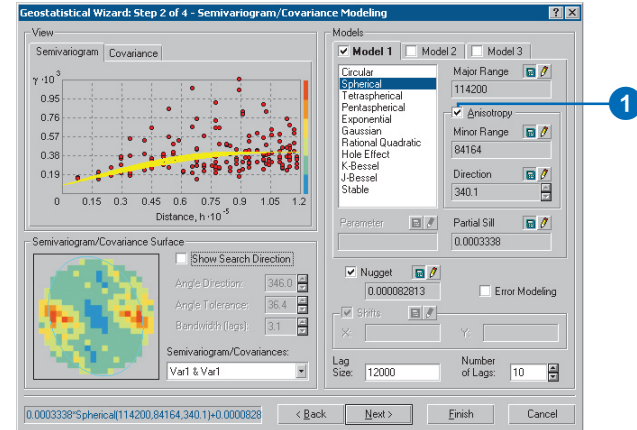 Geostatistical Wizard: Step 2 of 4 - Semivariogram/Covariance Modeling
View
Semivariogram Covariance
γ ·10 3
0.95
0.76
0.57
0.38
0.19
0 0.15 0.3 0.45 0.6 0.75 0.9 1.05 1.2
Distance, h ·10 -5
Semivariogram/Covariance Surface
Show Search Direction
Angle Direction: 346.0
Angle Tolerance: 36.4
Bandwidth (lags): 3.1
Semivariogram/Covariances:
Var1 & Var1
Models
Model 1 Model 2 Model 3
Circular
Spherical
Tetraspherical
Pentaspherical
Exponential
Gaussian
Rational Quadratic
Hole Effect
K-Bessel
J-Bessel
Stable
Major Range
114200
Anisotropy
Minor Range
84164
Direction
340.1
Parameter
Partial Sill
0.0003338
Nugget
0.000082813
Error Modeling
Shifts
X: Y:
Lag Size: 12000
Number of Lags: 10
0.0003338*Spherical(114200,84164,340.1)+0.0000828
< Back Next > Finish Cancel
1